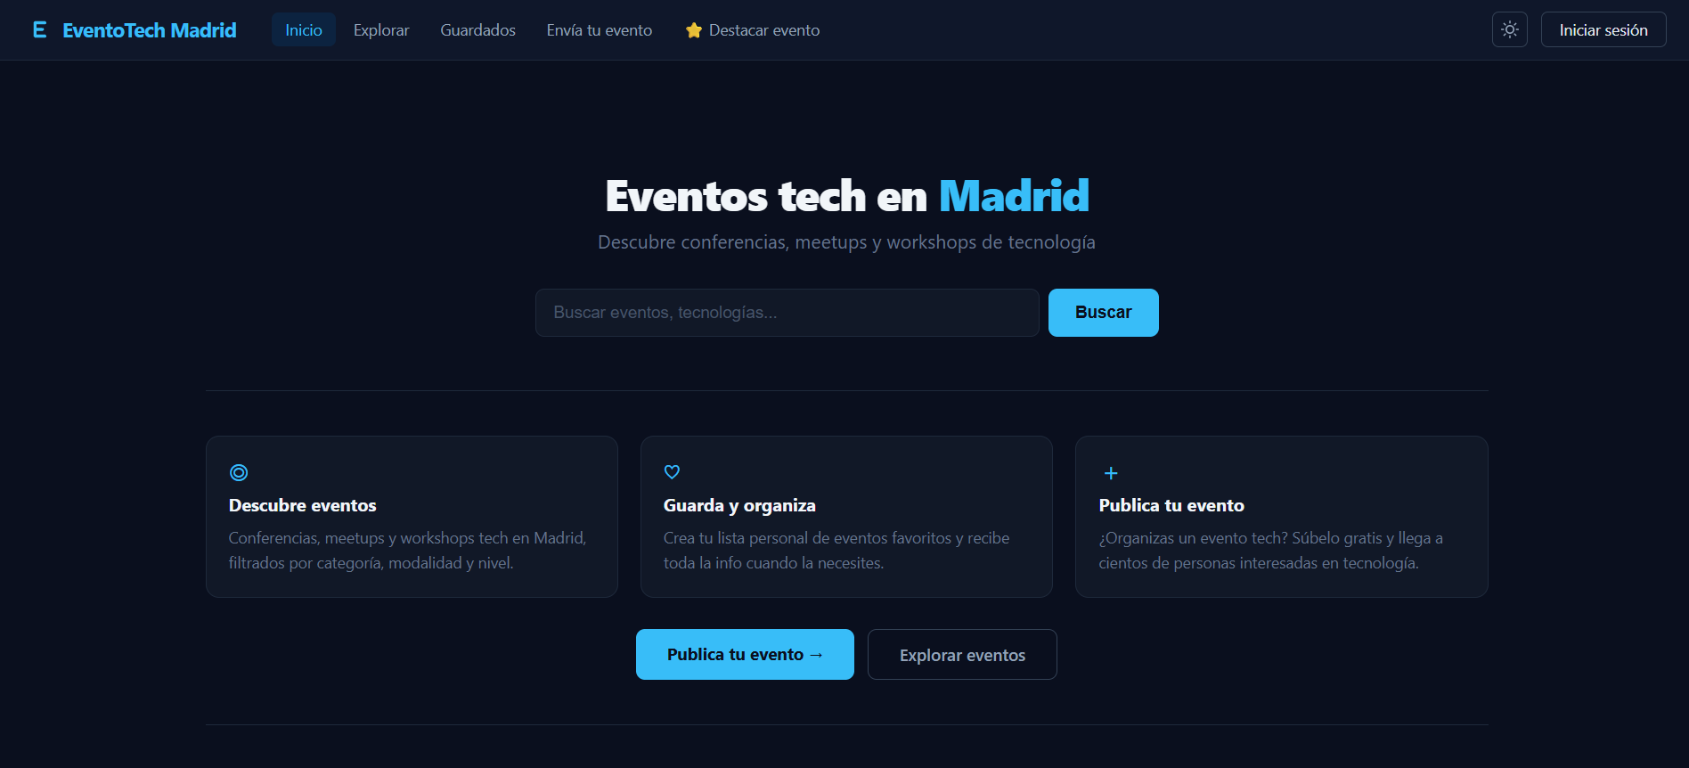 E EventoTech Madrid
Inicio
Explorar
Guardados
Envía tu evento
⭐ Destacar evento
Iniciar sesión
Eventos tech en Madrid
Descubre conferencias, meetups y workshops de tecnología
Buscar eventos, tecnologías...
Buscar
Descubre eventos
Conferencias, meetups y workshops tech en Madrid,
filtrados por categoría, modalidad y nivel.
Guarda y organiza
Crea tu lista personal de eventos favoritos y recibe
toda la info cuando la necesites.
Publica tu evento
¿Organizas un evento tech? Súbelo gratis y llega a
cientos de personas interesadas en tecnología.
Publica tu evento →
Explorar eventos